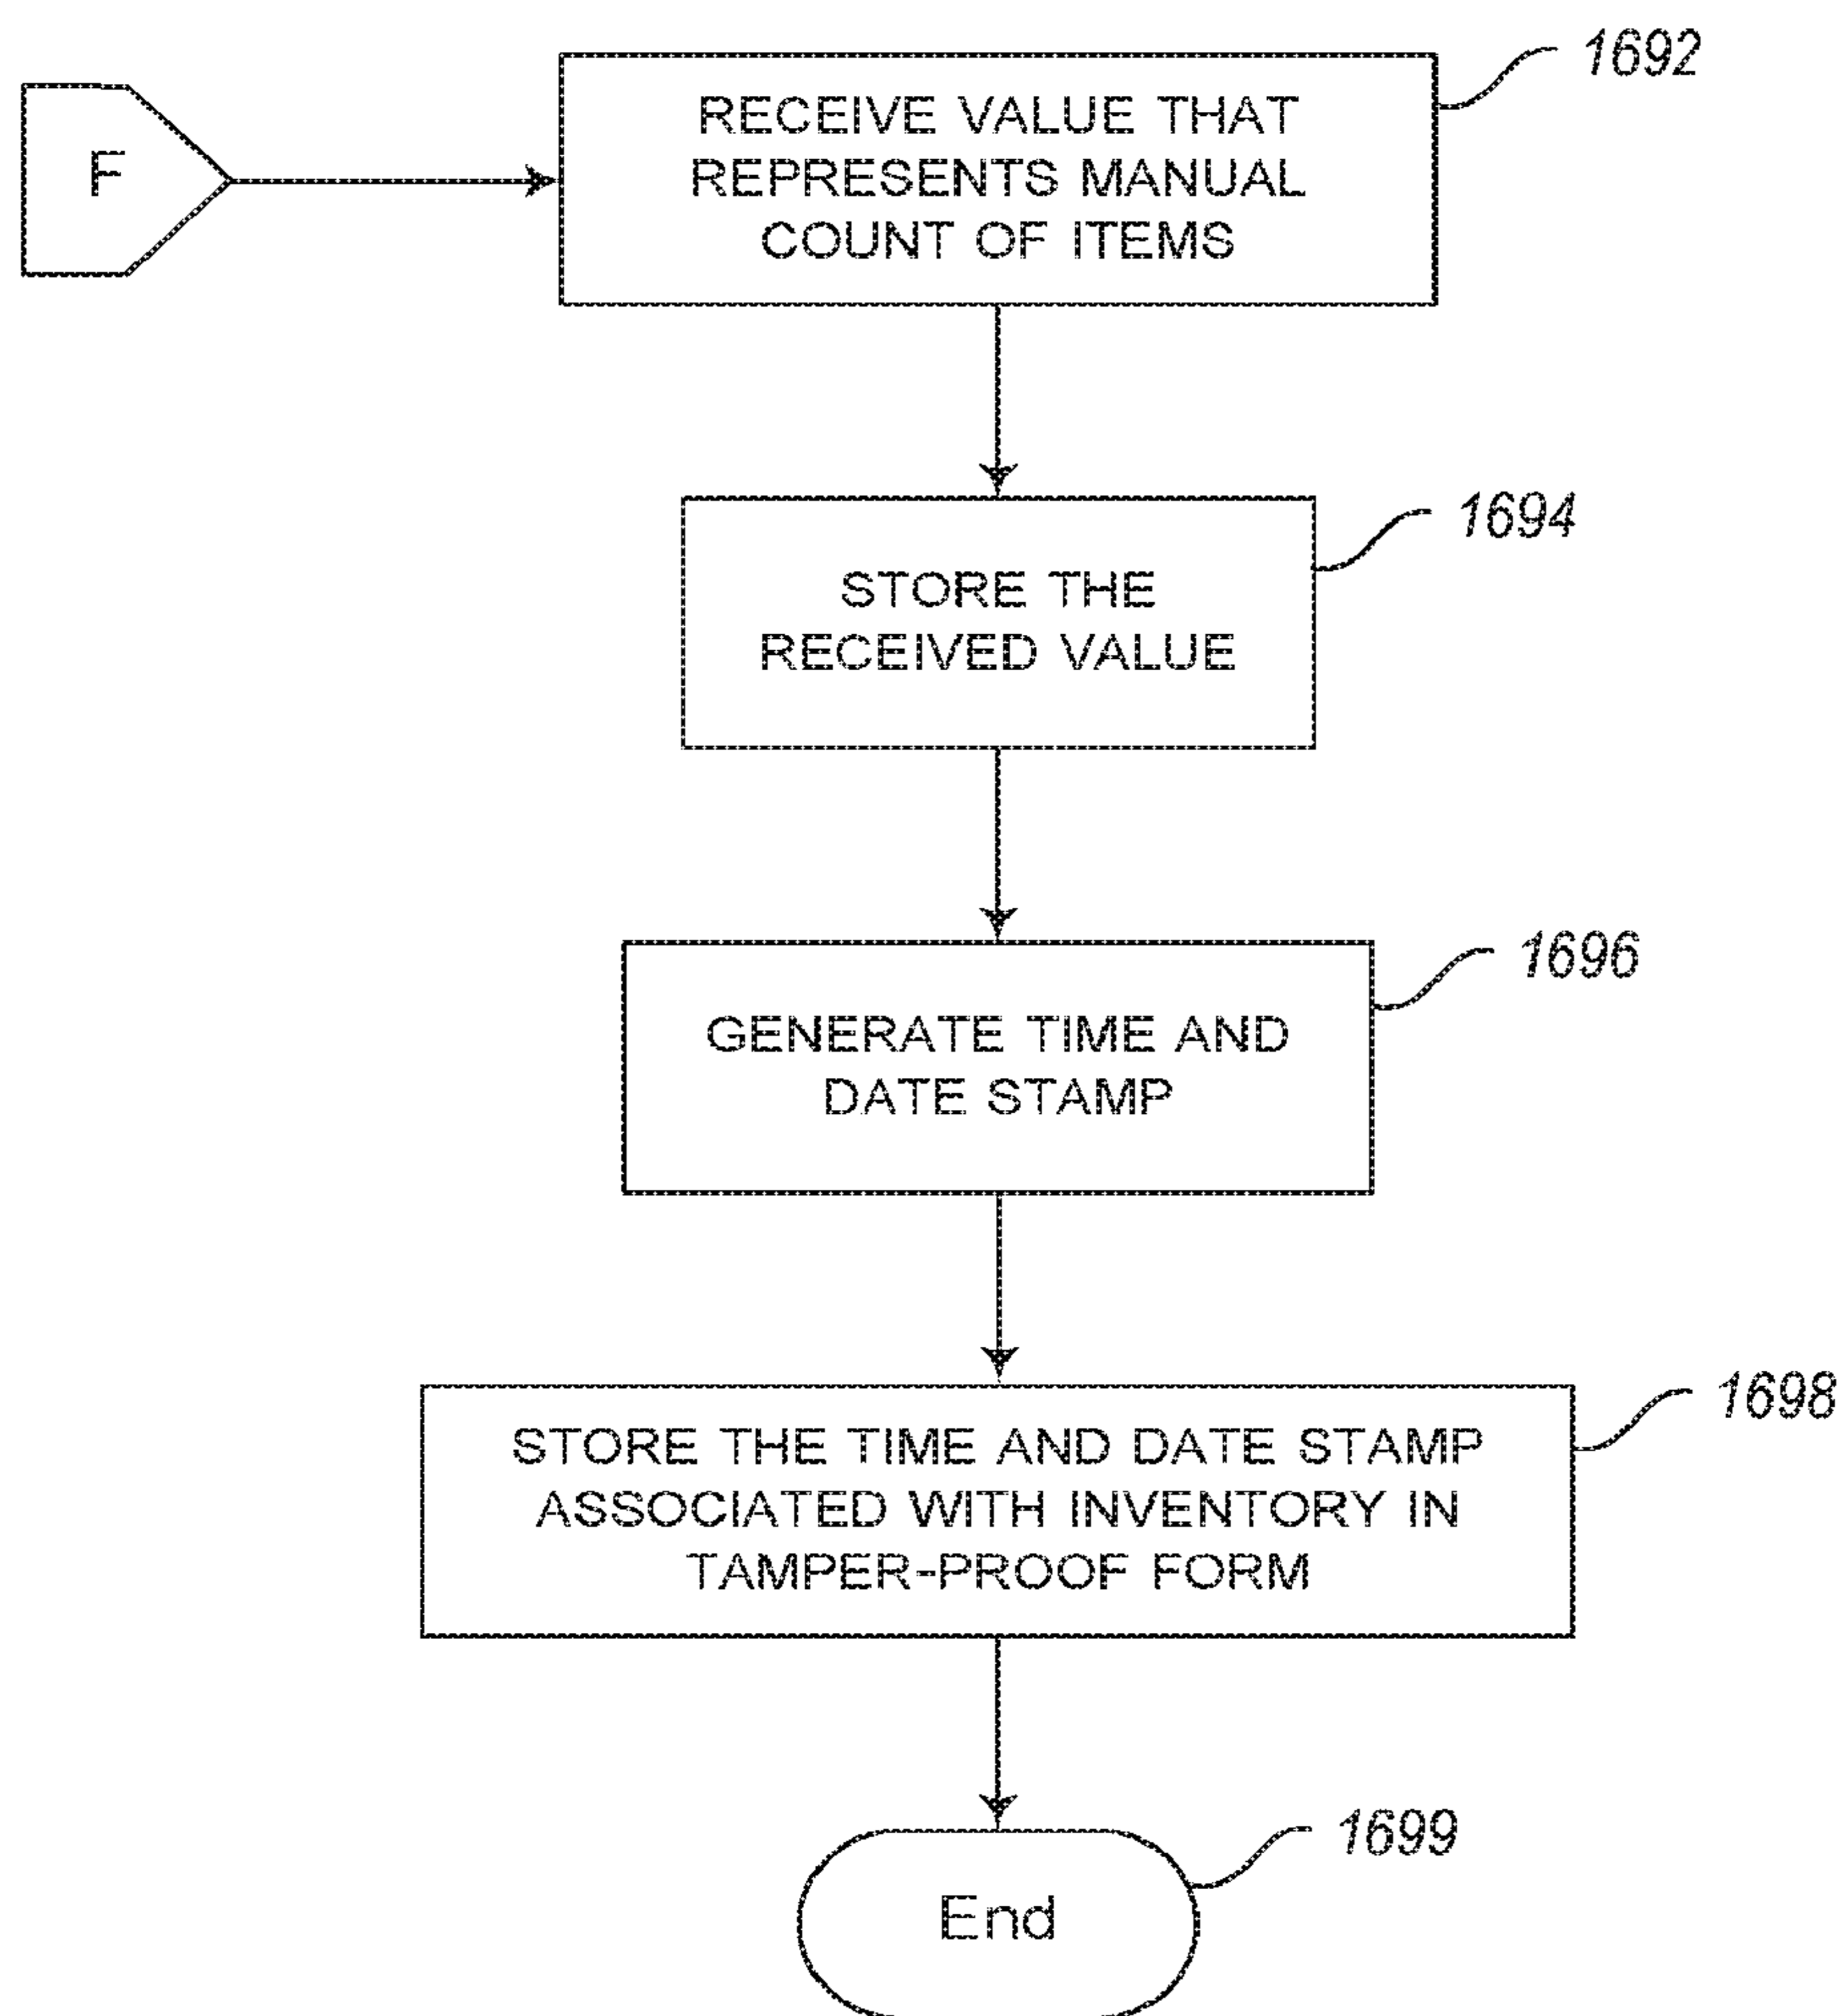 F
RECEIVE VALUE THAT
REPRESENTS MANUAL
COUNT OF ITEMS
1692
STORE THE
RECEIVED VALUE
1694
GENERATE TIME AND
DATE STAMP
1696
STORE THE TIME AND DATE STAMP
ASSOCIATED WITH INVENTORY IN
TAMPER-PROOF FORM
1698
End
1699